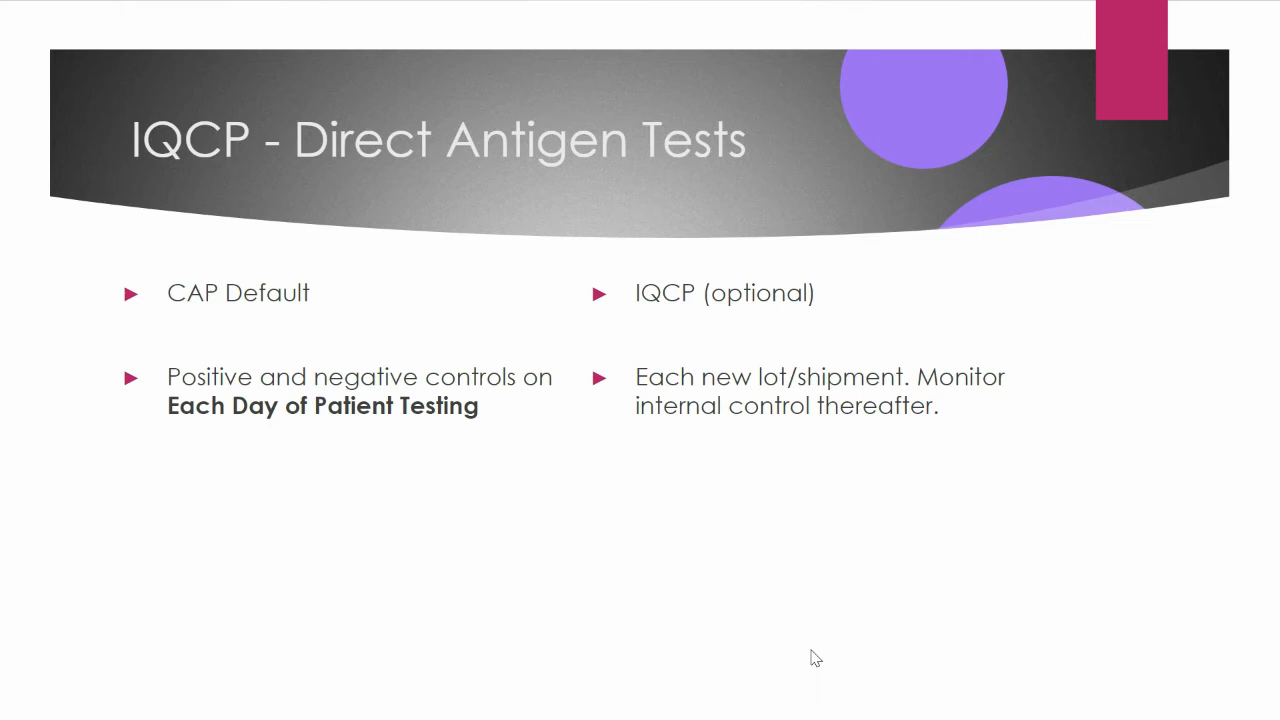 IQCP - Direct Antigen Tests
CAP Default
Positive and negative controls on
Each Day of Patient Testing
IQCP (optional)
Each new lot/shipment. Monitor
internal control thereafter.